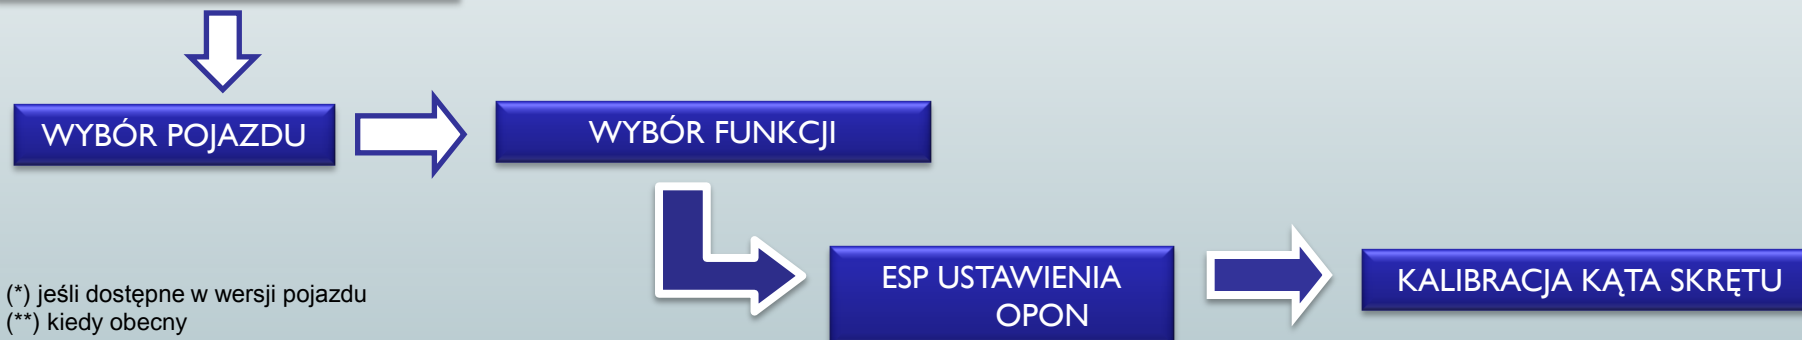 WYBÓR POJAZDU
WYBÓR FUNKCJI
ESP USTAWIENIA
OPON
KALIBRACJA KĄTA SKRĘTU
(*) jeśli dostępne w wersji pojazdu
(**) kiedy obecny